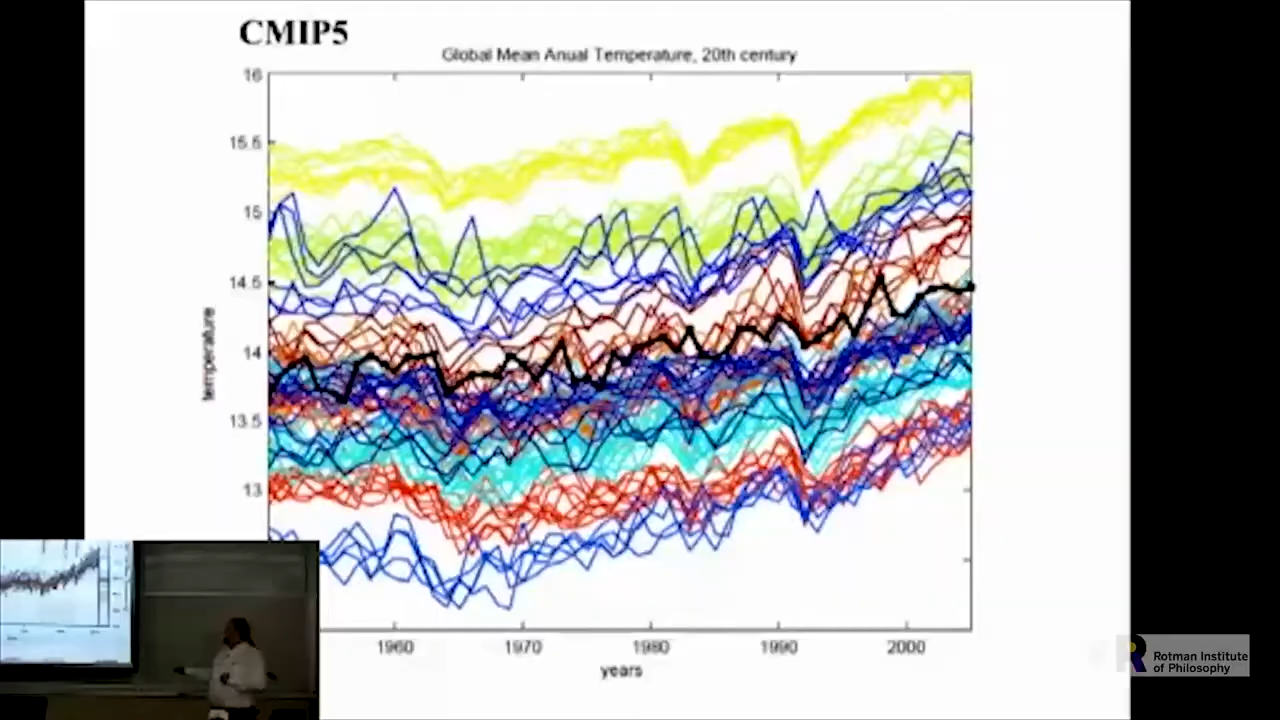 CMIP5
Global Mean Anual Temperature, 20th century
16
15.5
15
14.5
14
13.5
13
temperature
1960
1970
1980
1990
2000
years
Rotman Institute
of Philosophy